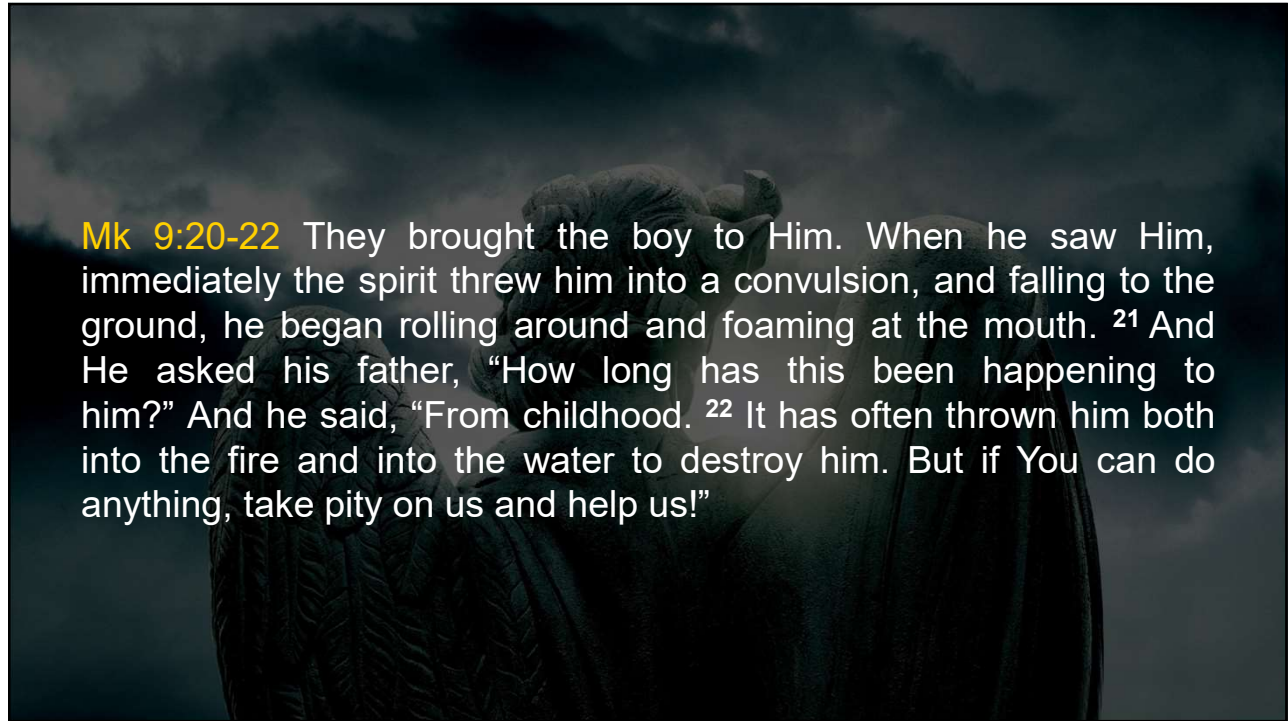 Mk 9:20-22 They brought the boy to Him. When he saw Him,
immediately the spirit threw him into a convulsion, and falling to the
ground, he began rolling around and foaming at the mouth. 21 And
He asked his father, “How long has this been happening to
him?” And he said, “From childhood. 22 It has often thrown him both
into the fire and into the water to destroy him. But if You can do
anything, take pity on us and help us!”